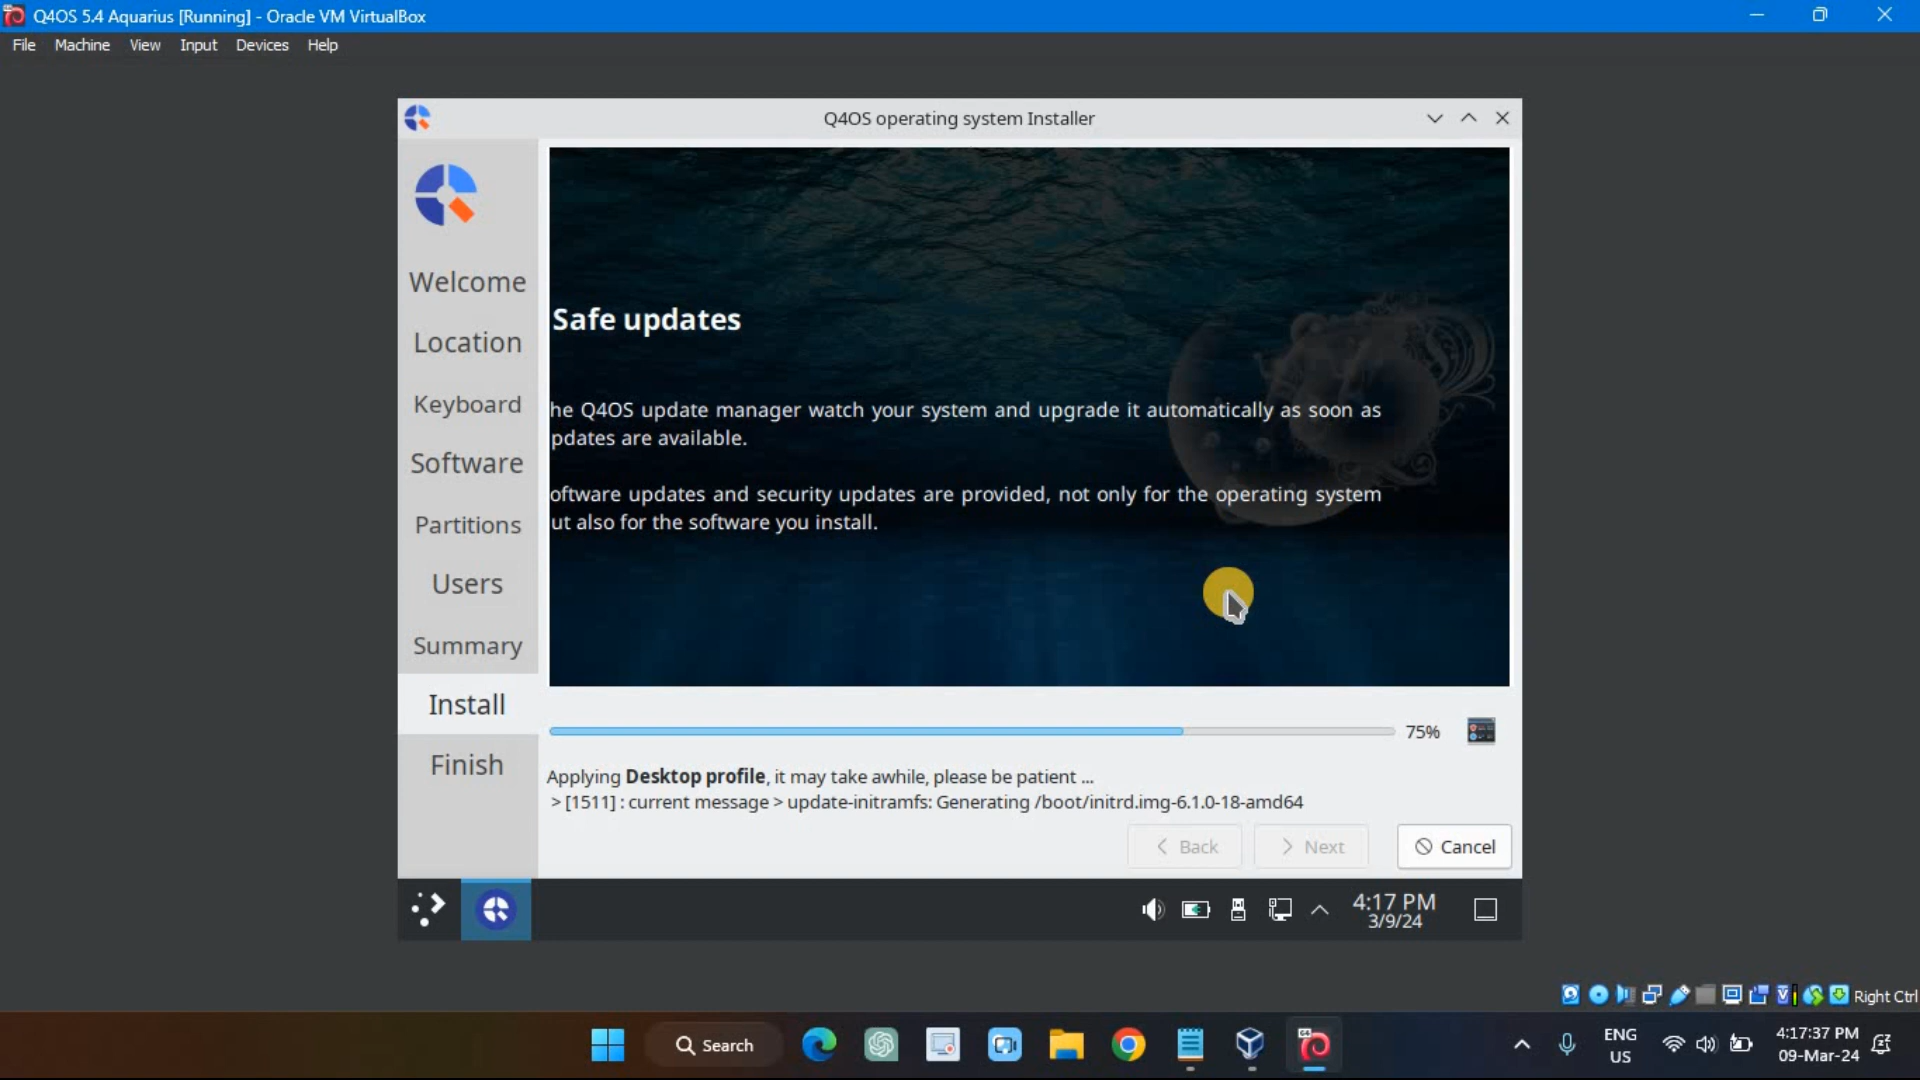 Q4OS 5.4 Aquarius [Running] - Oracle VM VirtualBox
File Machine View Input Devices Help
Q4OS operating system Installer
Welcome
Location
Keyboard
Software
Partitions
Users
Summary
Install
Finish
Safe updates
he Q4OS update manager watch your system and upgrade it automatically as soon as
pdates are available.
oftware updates and security updates are provided, not only for the operating system
ut also for the software you install.
75%
Applying Desktop profile, it may take awhile, please be patient ...
> [1511] : current message > update-initramfs: Generating /boot/initrd.img-6.1.0-18-amd64
Back Next Cancel
4:17 PM
3/9/24
Right Ctrl
Search
ENG
US
4:17:37 PM
09-Mar-24